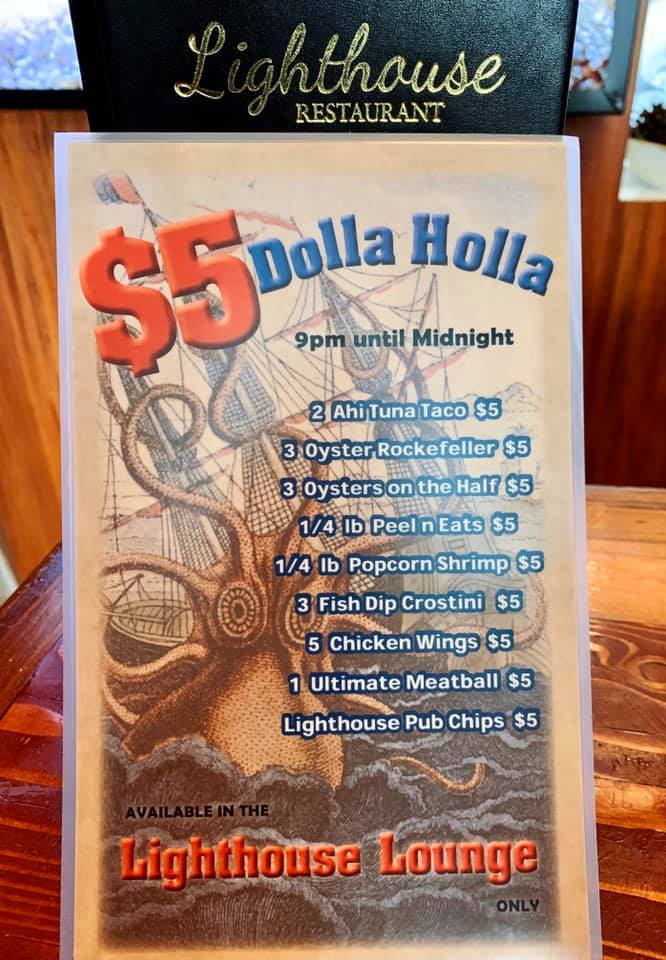 Lighthouse
RESTAURANT
$5 Dolla Holla
9pm until Midnight
2 Ahi Tuna Taco $5
3 Oyster Rockefeller $5
3 Oysters on the Half $5
1/4 lb Peel n Eats $5
1/4 lb Popcorn Shrimp $5
3 Fish Dip Crostini $5
5 Chicken Wings $5
1 Ultimate Meatball $5
Lighthouse Pub Chips $5
AVAILABLE IN THE
Lighthouse Lounge
ONLY